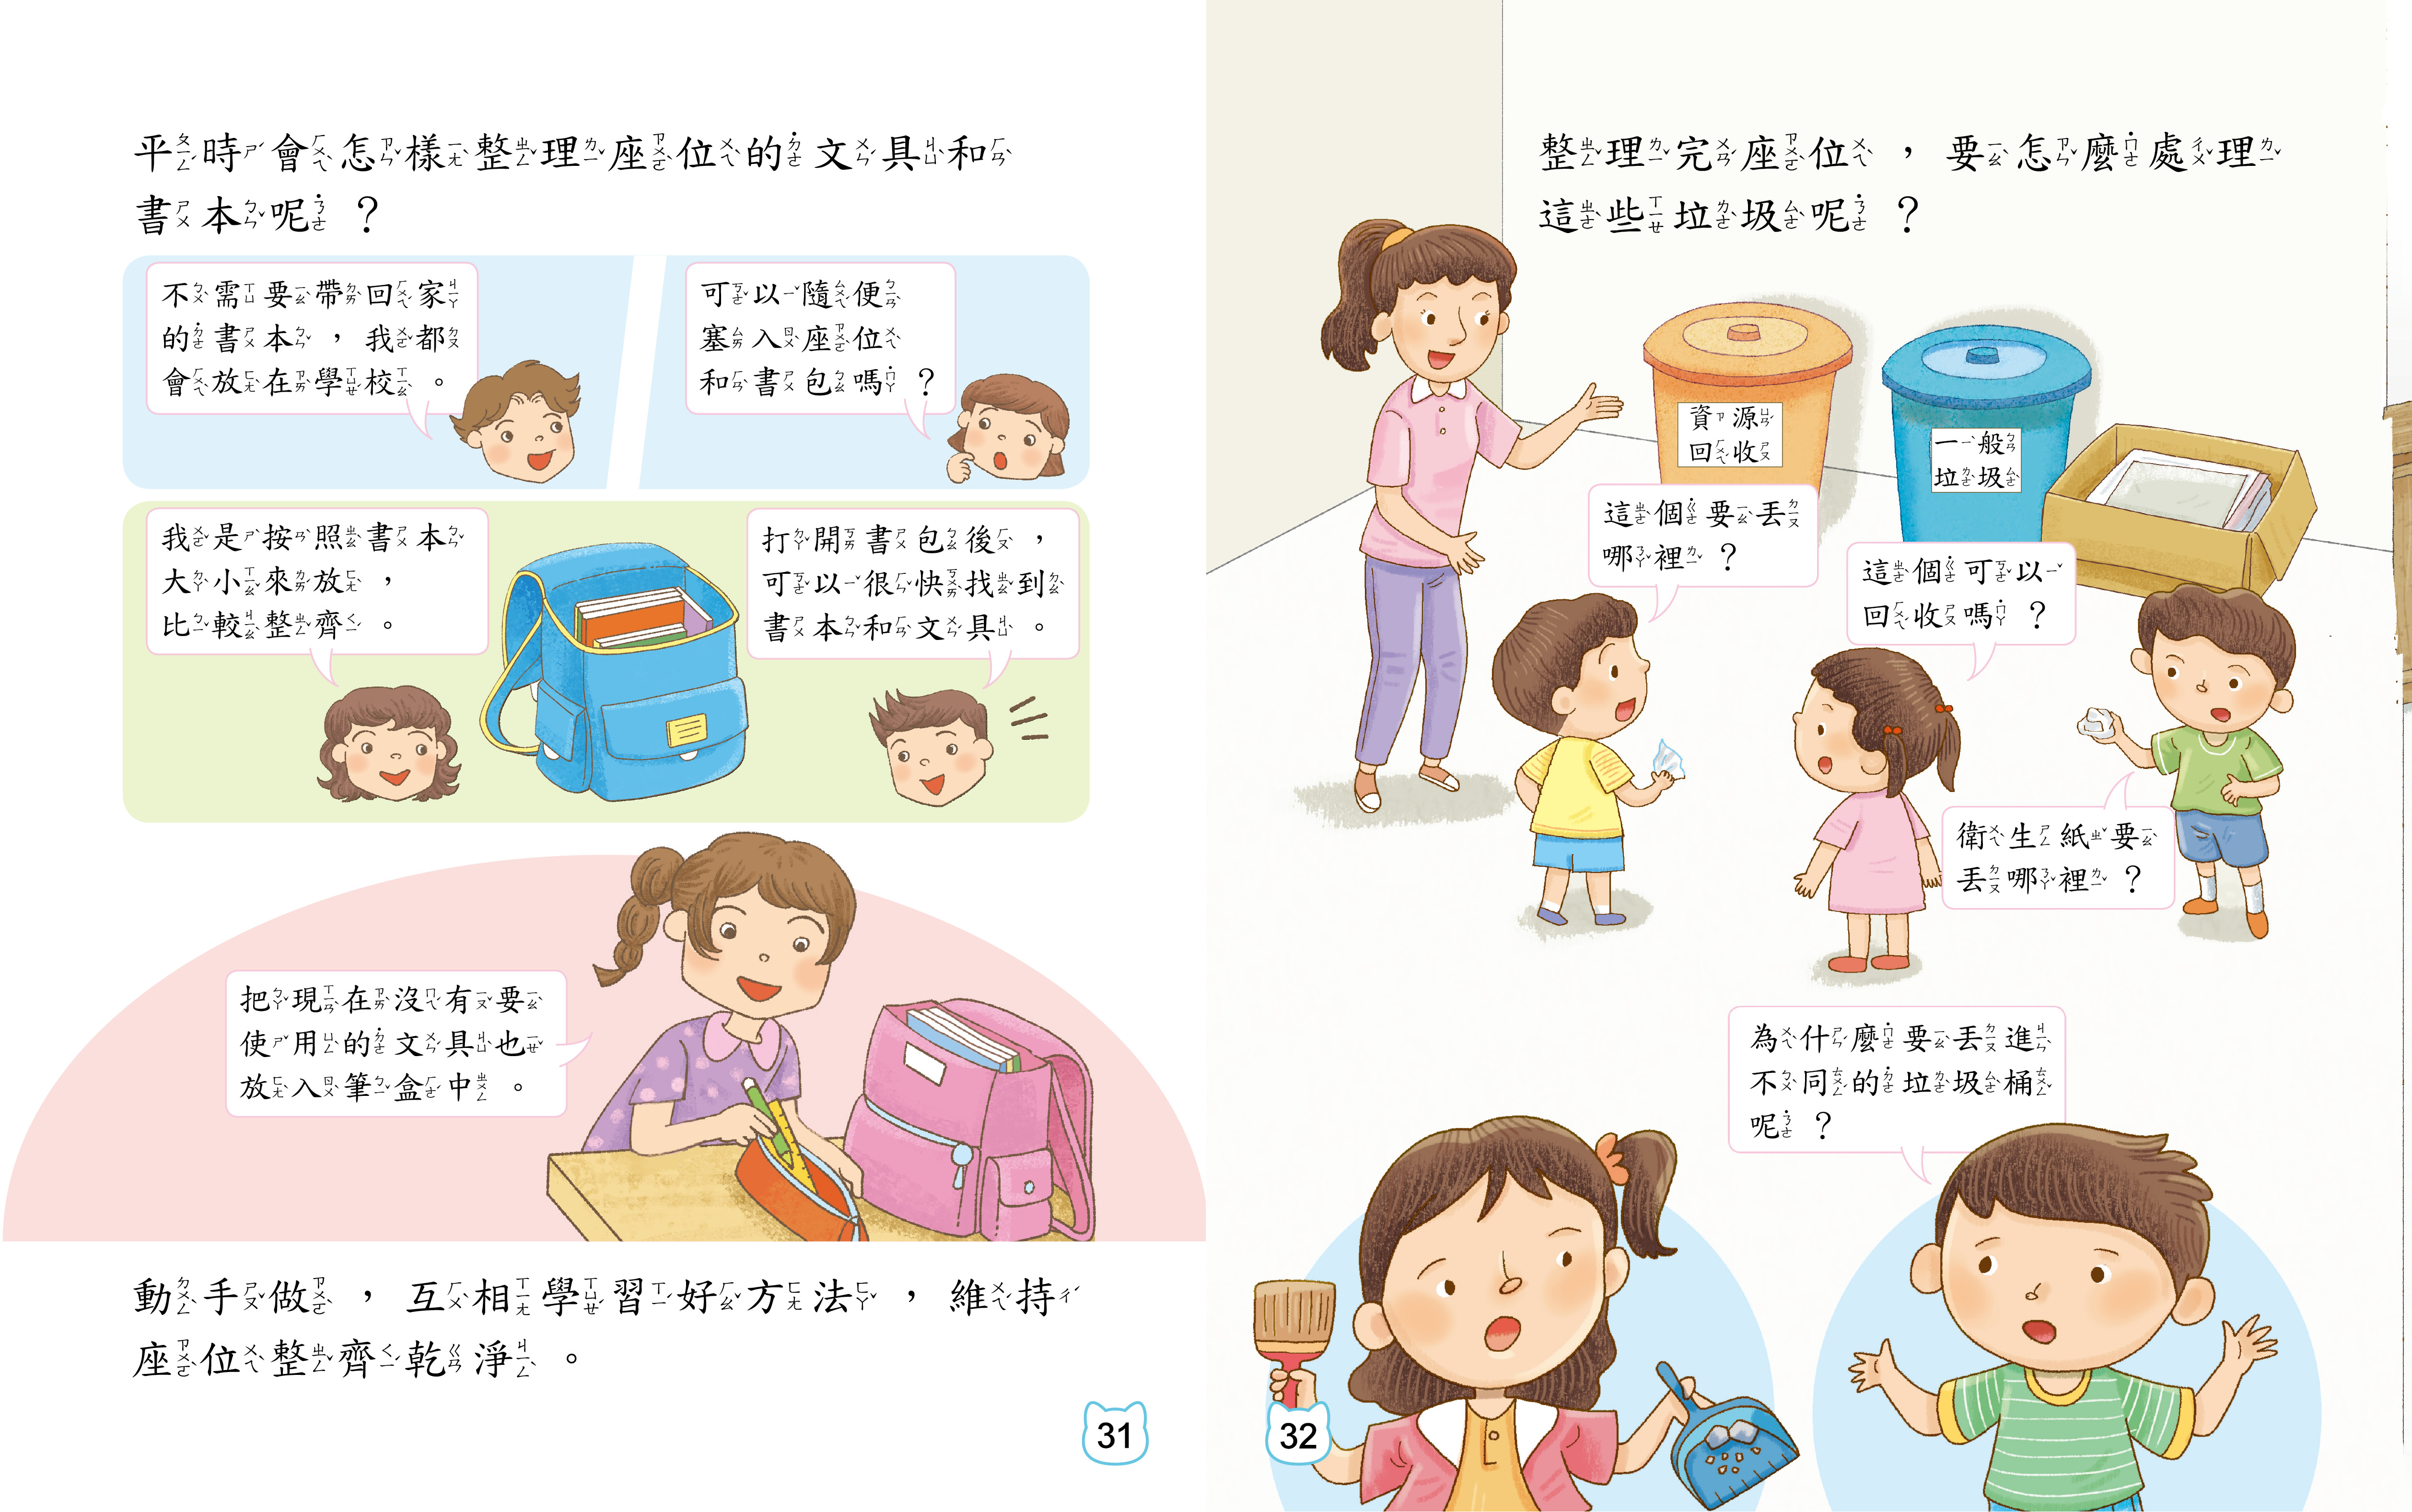 平時會怎樣整理座位的文具和
書本呢？
不需要帶回家
的書本，我都
會放在學校。
可以隨便
塞入座位
和書包嗎？
我是按照書本
大小來放，
比較整齊。
打開書包後，
可以很快找到
書本和文具。
把現在沒有要
使用的文具也
放入筆盒中。
動手做，互相學習好方法，維持
座位整齊乾淨。
31
整理完座位，要怎麼處理
這些垃圾呢？
資源
回收
一般
垃圾
這個要丟
哪裡？
這個可以
回收嗎？
衛生紙要
丟哪裡？
為什麼要丟進
不同的垃圾桶
呢？
32